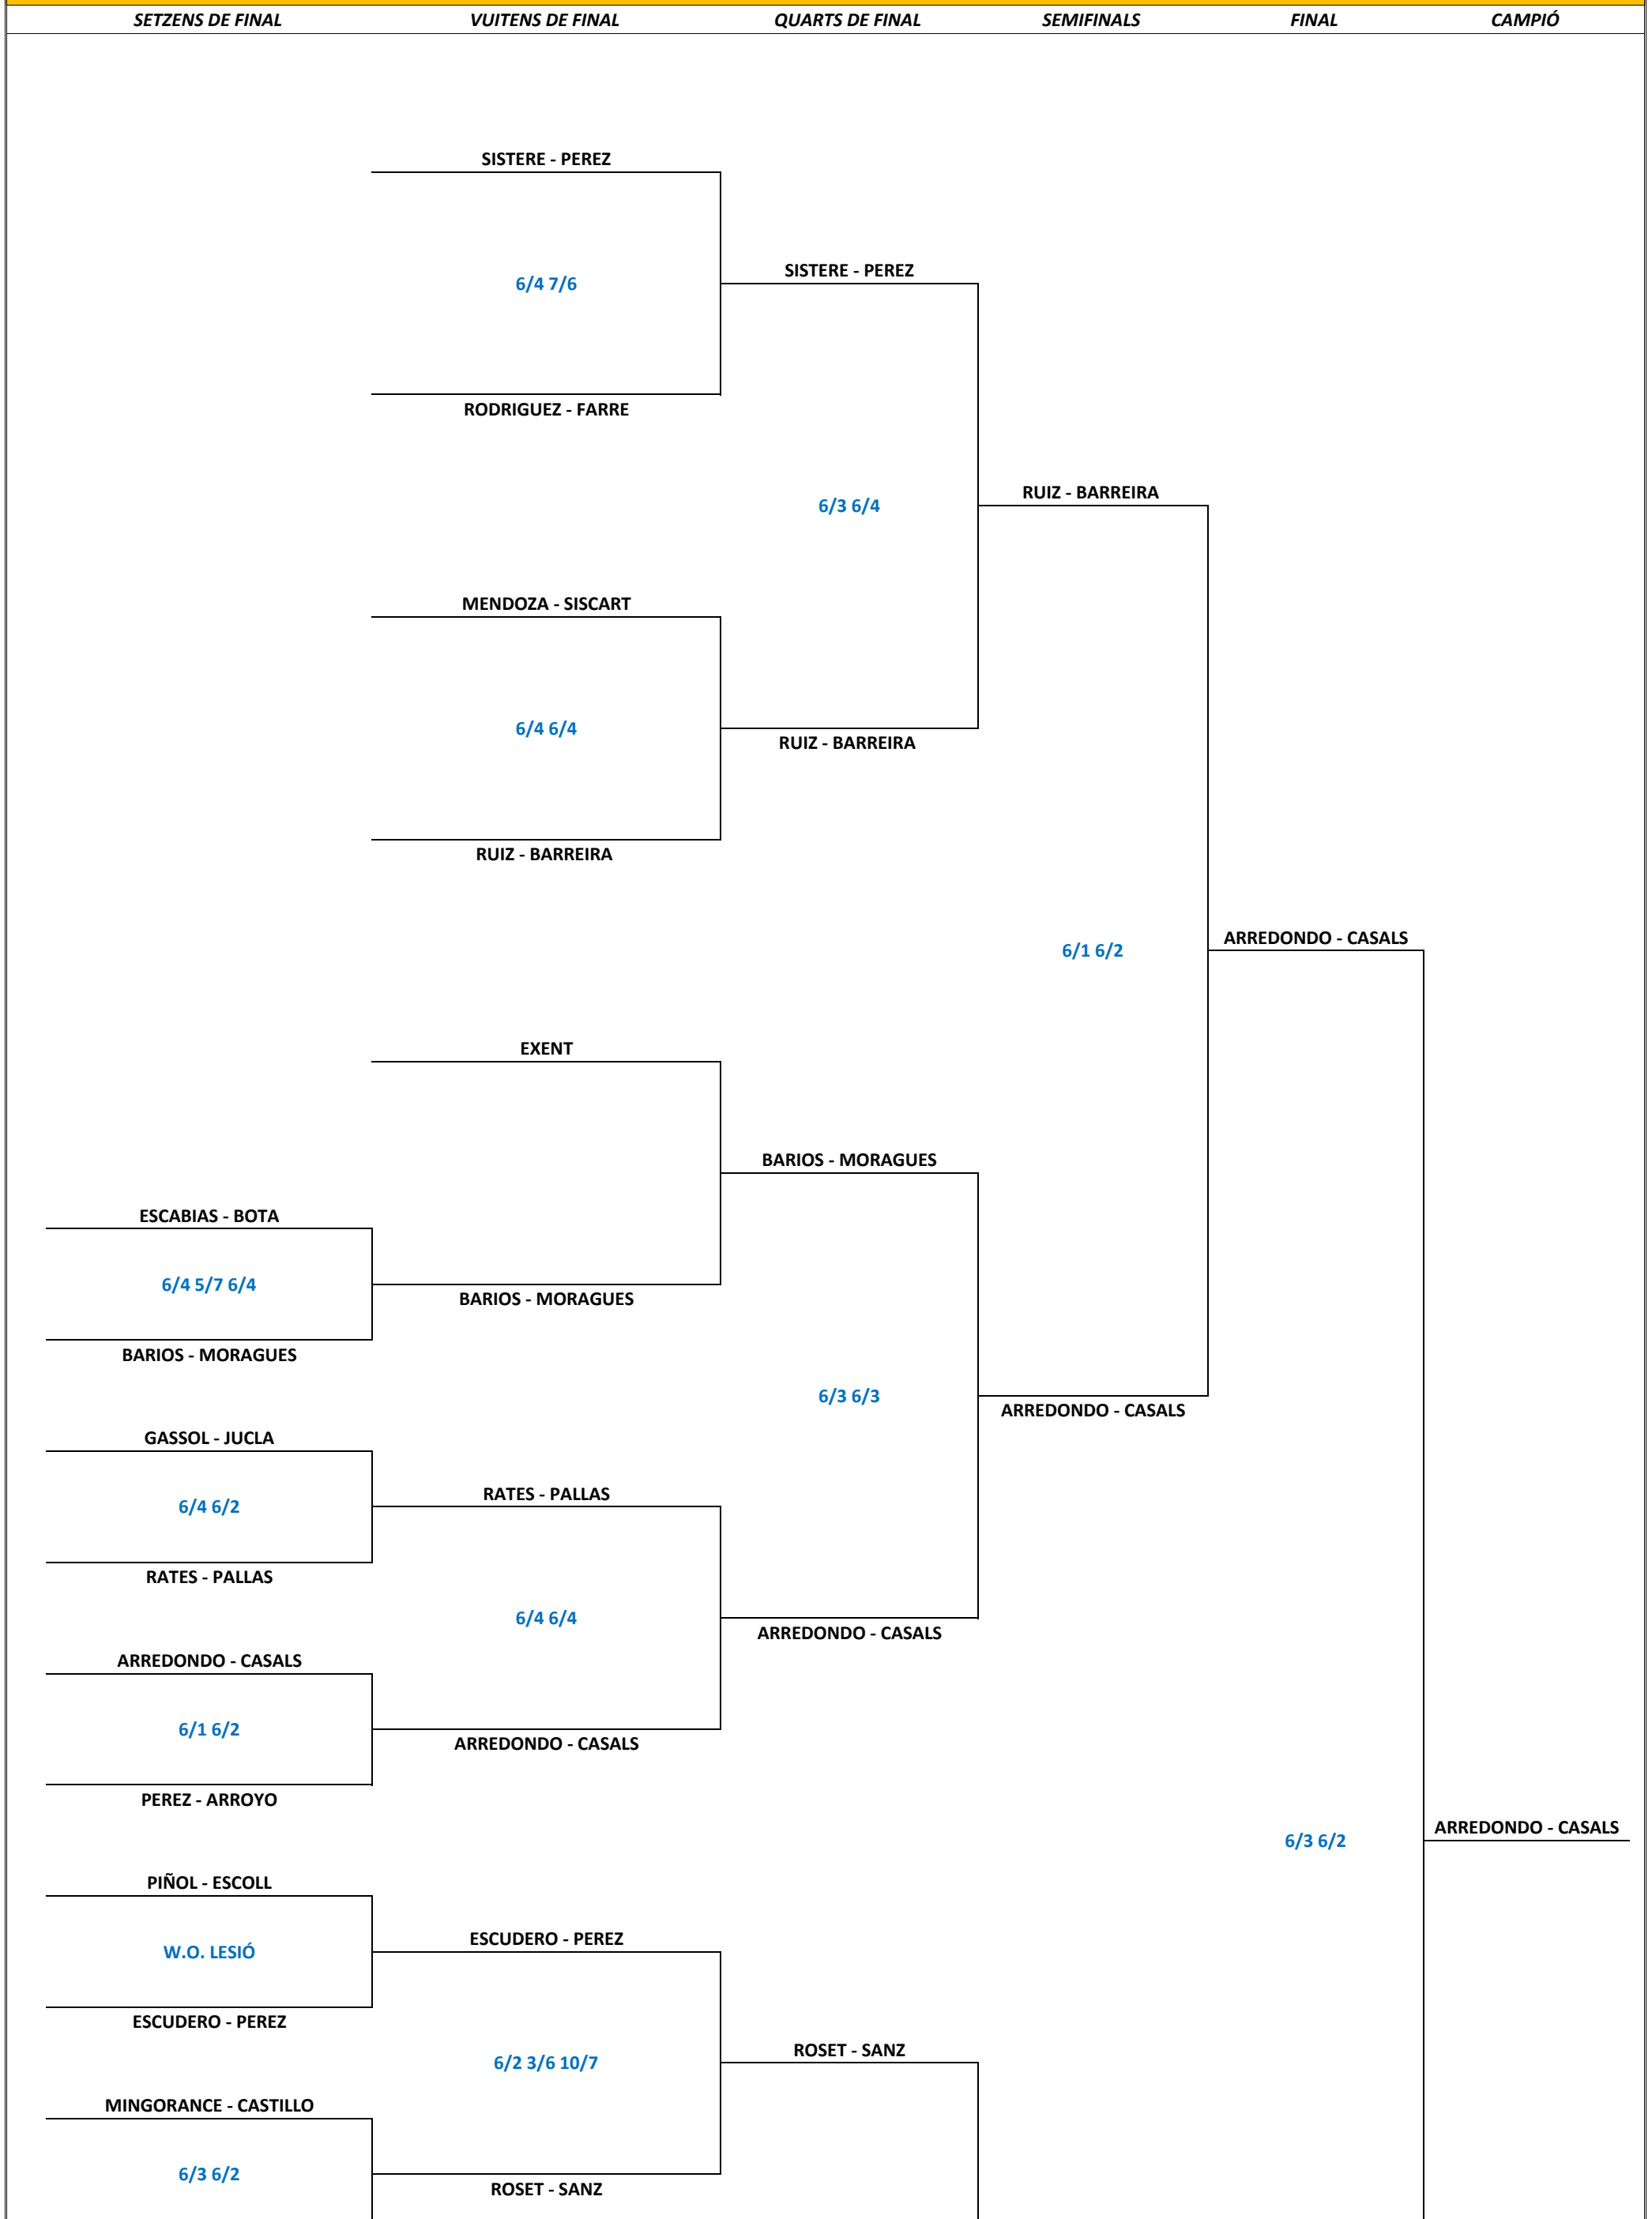 SETZENS DE FINAL VUITENS DE FINAL QUARTS DE FINAL SEMIFINALS FINAL CAMPIÓ
SISTERE - PEREZ
SISTERE - PEREZ
6/4 7/6
RODRIGUEZ - FARRE
RUIZ - BARREIRA
6/3 6/4
MENDOZA - SISCART
6/4 6/4
RUIZ - BARREIRA
RUIZ - BARREIRA
ARREDONDO - CASALS
6/1 6/2
EXENT
BARIOS - MORAGUES
ESCABIAS - BOTA
6/4 5/7 6/4
BARIOS - MORAGUES
BARIOS - MORAGUES
6/3 6/3
ARREDONDO - CASALS
GASSOL - JUCLA
RATES - PALLAS
6/4 6/2
RATES - PALLAS
6/4 6/4
ARREDONDO - CASALS
ARREDONDO - CASALS
6/1 6/2
ARREDONDO - CASALS
PEREZ - ARROYO
ARREDONDO - CASALS
6/3 6/2
PIÑOL - ESCOLL
ESCUDERO - PEREZ
W.O. LESIÓ
ESCUDERO - PEREZ
ROSET - SANZ
6/2 3/6 10/7
MINGORANCE - CASTILLO
6/3 6/2
ROSET - SANZ